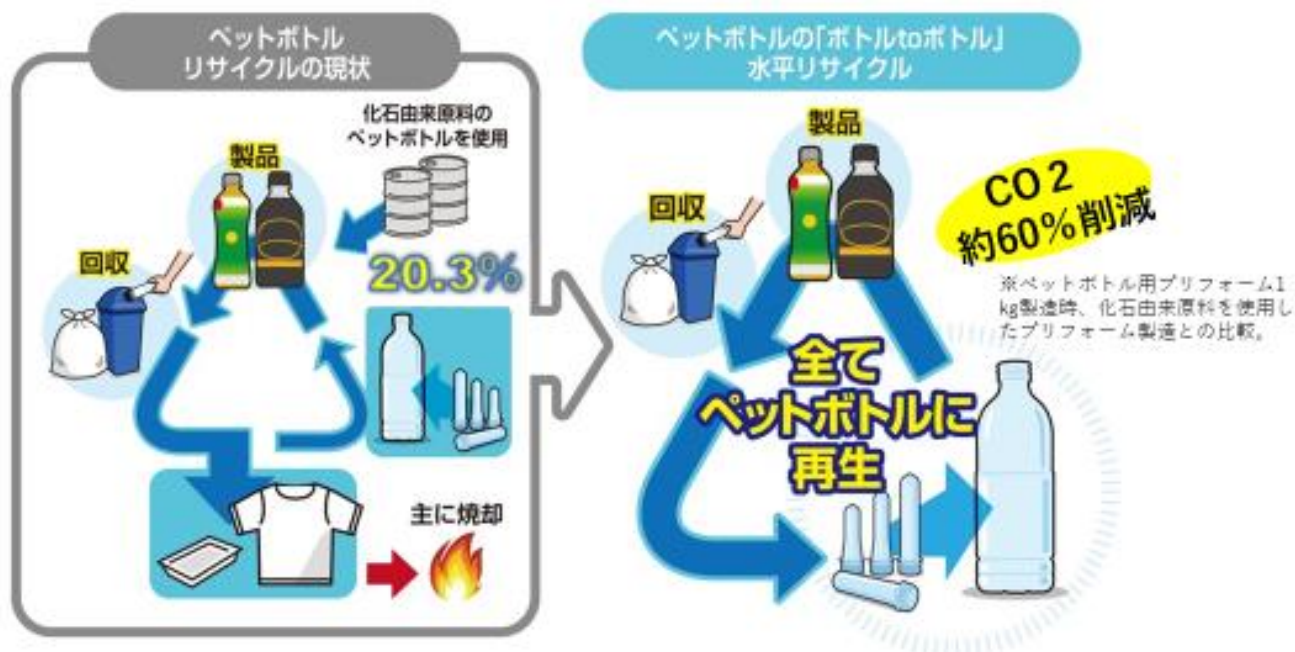 ペットボトル
リサイクルの現状
化石由来原料の
ペットボトルを使用
製品
回収
20.3%
主に焼却
ペットボトルの「ボトルtoボトル」
水平リサイクル
製品
回収
CO2
約60%削減
※ペットボトル用プリフォーム1
kg製造時、化石由来原料を使用し
たプリフォーム製造との比較。
全て
ペットボトルに
再生